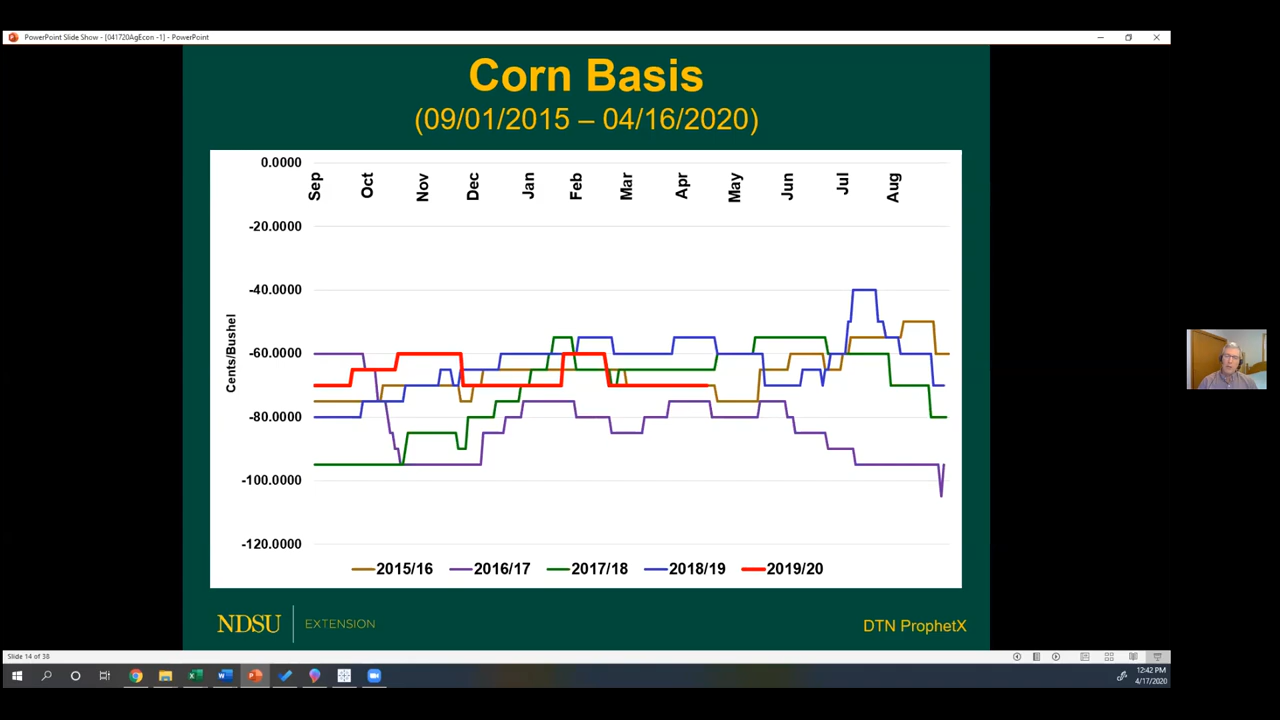 PowerPoint Slide Show - [041720AgEcon -1] - PowerPoint
Corn Basis
(09/01/2015 – 04/16/2020)
0.0000
-20.0000
-40.0000
-60.0000
-80.0000
-100.0000
-120.0000
Cents/Bushel
Sep Oct Nov Dec Jan Feb Mar Apr May Jun Jul Aug
2015/16 2016/17 2017/18 2018/19 2019/20
NDSU EXTENSION
DTN ProphetX
Slide 14 of 38
12:42 PM
4/17/2020